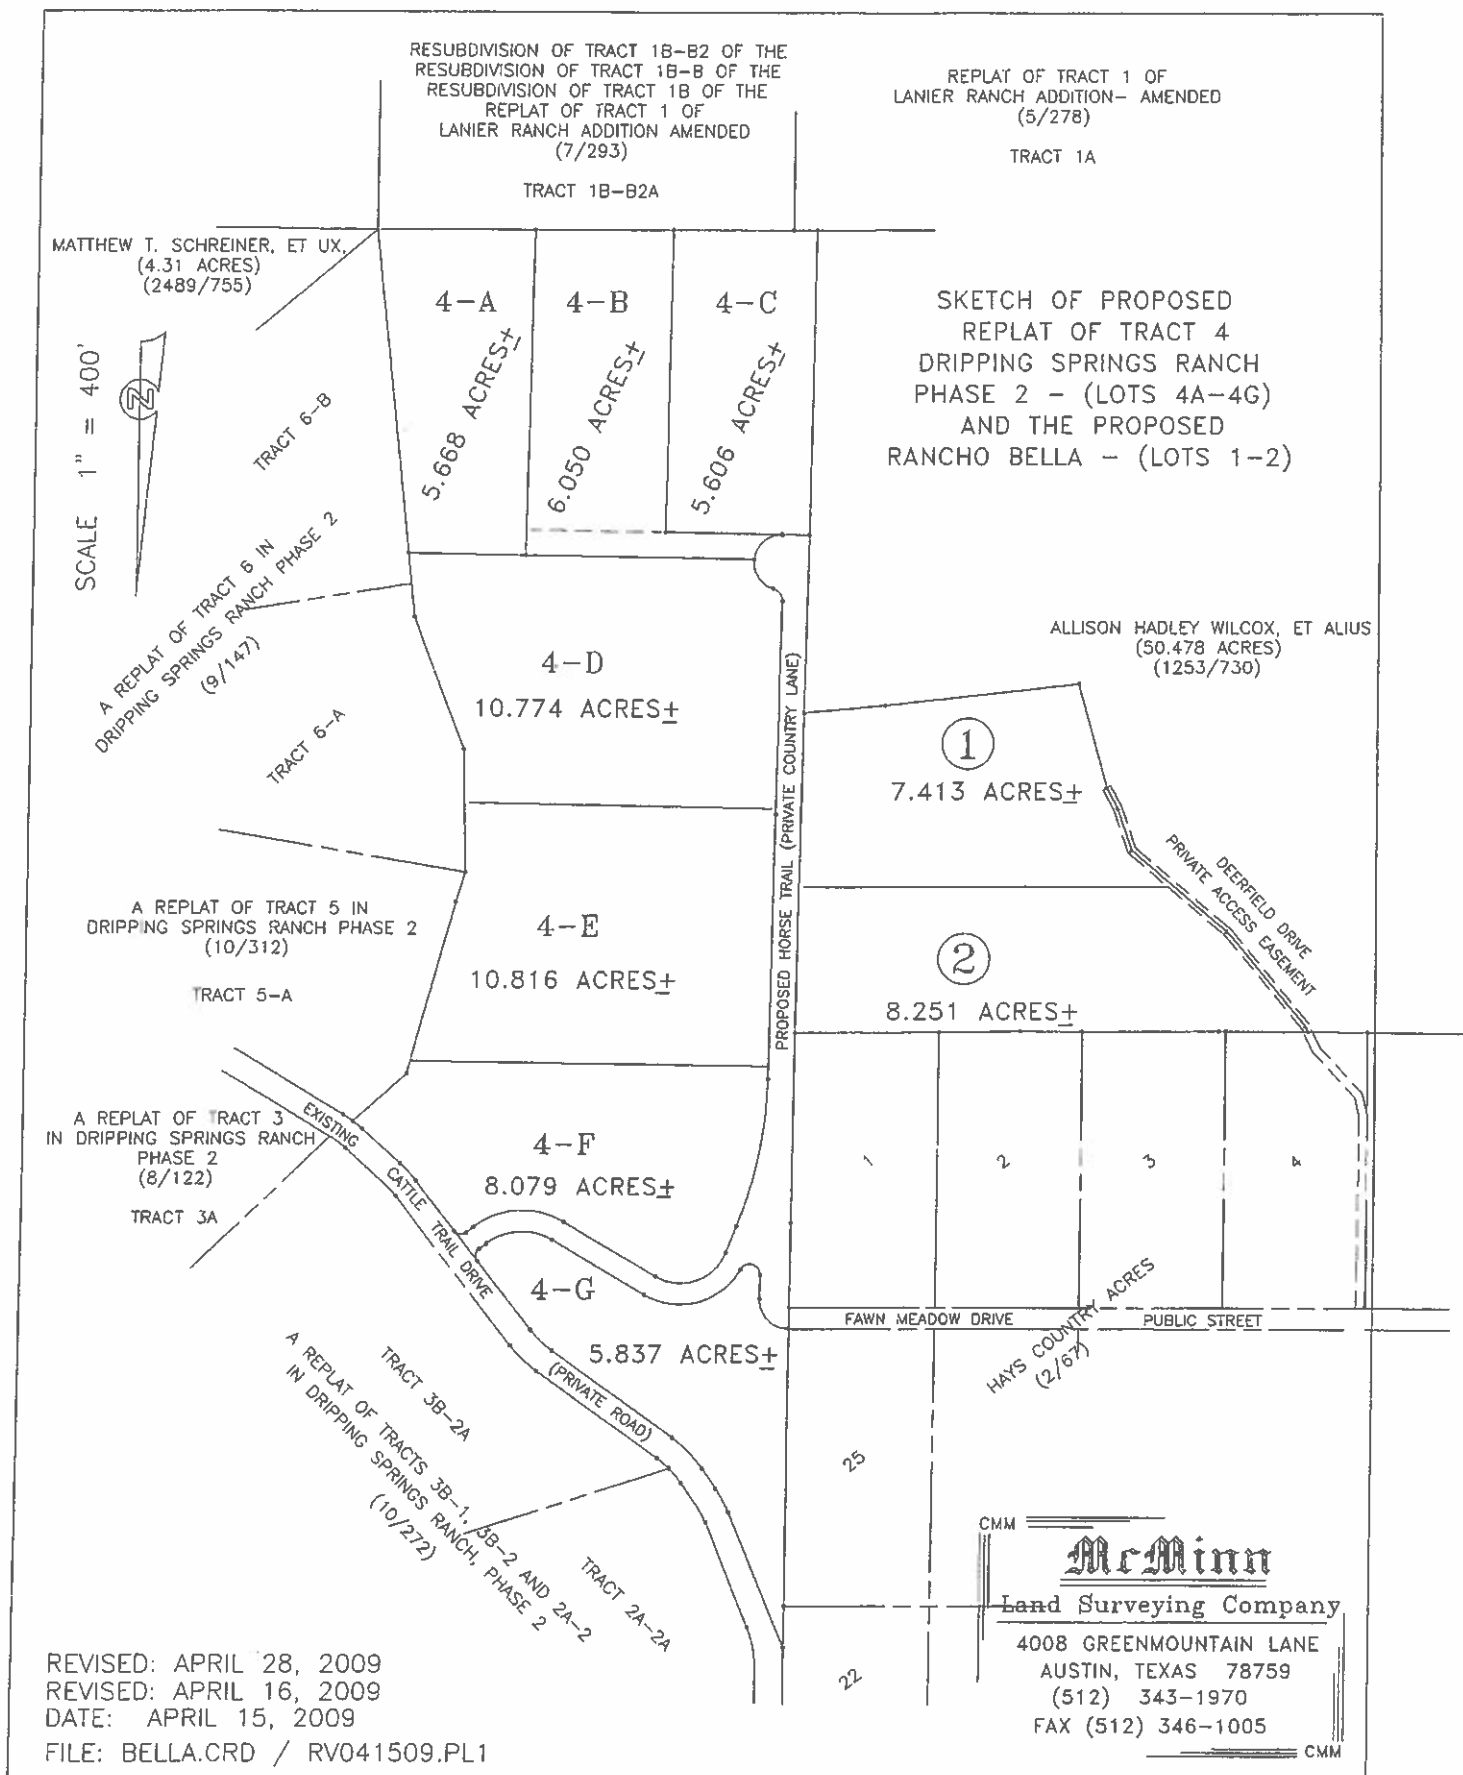 RESUBDIVISION OF TRACT 1B-B2 OF THE
RESUBDIVISION OF TRACT 1B-B OF THE
RESUBDIVISION OF TRACT 1B OF THE
REPLAT OF TRACT 1 OF
LANIER RANCH ADDITION AMENDED
(7/293)
TRACT 1B-B2A
REPLAT OF TRACT 1 OF
LANIER RANCH ADDITION- AMENDED
(5/278)
TRACT 1A
MATTHEW T. SCHREINER, ET UX,
(4.31 ACRES)
(2489/755)
SCALE 1" = 400'
N
4-A
5.668 ACRES±
4-B
6.050 ACRES±
4-C
5.606 ACRES±
SKETCH OF PROPOSED
REPLAT OF TRACT 4
DRIPPING SPRINGS RANCH
PHASE 2 - (LOTS 4A-4G)
AND THE PROPOSED
RANCHO BELLA - (LOTS 1-2)
TRACT 6-B
A REPLAT OF TRACT 6 IN
DRIPPING SPRINGS RANCH PHASE 2
(9/147)
TRACT 6-A
4-D
10.774 ACRES±
PROPOSED HORSE TRAIL (PRIVATE COUNTRY LANE)
ALLISON HADLEY WILCOX, ET ALIUS
(50.478 ACRES)
(1253/730)
1
7.413 ACRES±
DEERFIELD DRIVE
PRIVATE ACCESS EASEMENT
A REPLAT OF TRACT 5 IN
DRIPPING SPRINGS RANCH PHASE 2
(10/312)
TRACT 5-A
4-E
10.816 ACRES±
2
8.251 ACRES±
A REPLAT OF TRACT 3
IN DRIPPING SPRINGS RANCH
PHASE 2
(8/122)
TRACT 3A
EXISTING CATTLE TRAIL DRIVE (PRIVATE ROAD)
4-F
8.079 ACRES±
1
2
3
4
4-G
5.837 ACRES±
FAWN MEADOW DRIVE
PUBLIC STREET
HAYS COUNTRY ACRES
(2/67)
TRACT 3B-2A
A REPLAT OF TRACTS 3B-1, 3B-2 AND 2A-2
IN DRIPPING SPRINGS RANCH, PHASE 2
(10/272)
TRACT 2A-2A
25
22
CMM
McMinn
Land Surveying Company
4008 GREENMOUNTAIN LANE
AUSTIN, TEXAS 78759
(512) 343-1970
FAX (512) 346-1005
CMM
REVISED: APRIL 28, 2009
REVISED: APRIL 16, 2009
DATE: APRIL 15, 2009
FILE: BELLA.CRD / RV041509.PL1